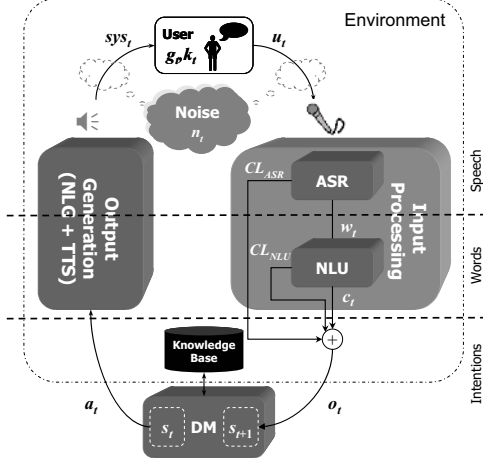 Environment
sys_t
User
g_t, k_t
u_t
Noise
n_t
Output
Generation
(NLG + TTS)
CL_ASR
ASR
Input
Processing
w_t
CL_NLU
NLU
c_t
Speech
Words
Intentions
+
Knowledge
Base
a_t
s_t
DM
s_t+1
o_t